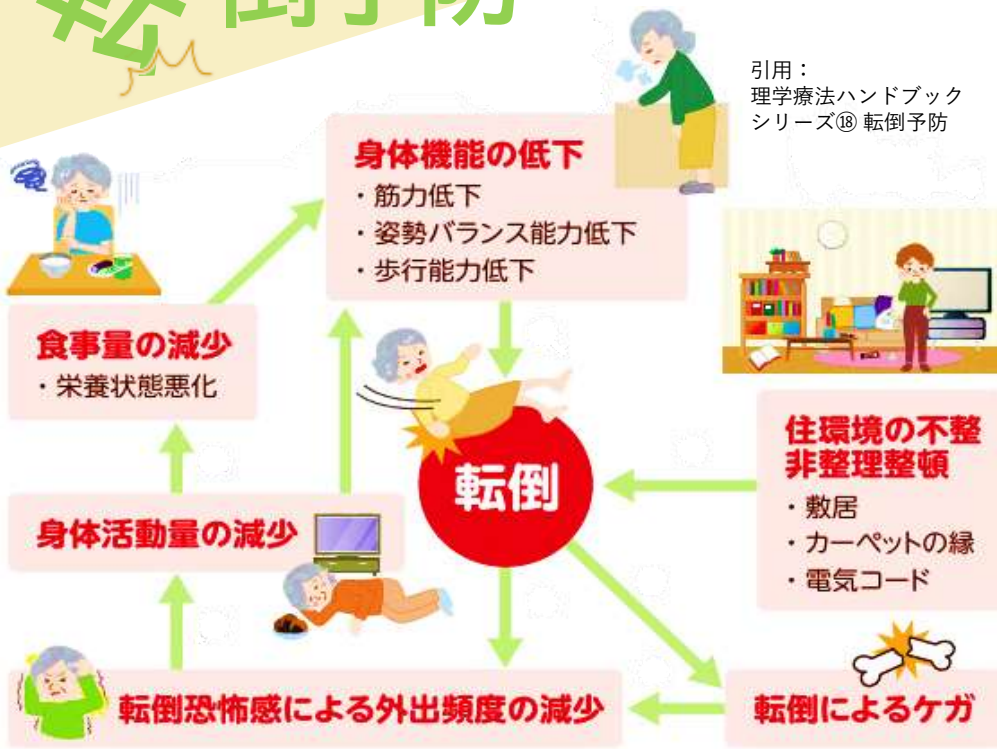 転倒予防
引用：
理学療法ハンドブック
シリーズ⑱ 転倒予防
身体機能の低下
・筋力低下
・姿勢バランス能力低下
・歩行能力低下
食事量の減少
・栄養状態悪化
転倒
住環境の不整
非整理整頓
・敷居
・カーペットの縁
・電気コード
身体活動量の減少
転倒恐怖感による外出頻度の減少
転倒によるケガ